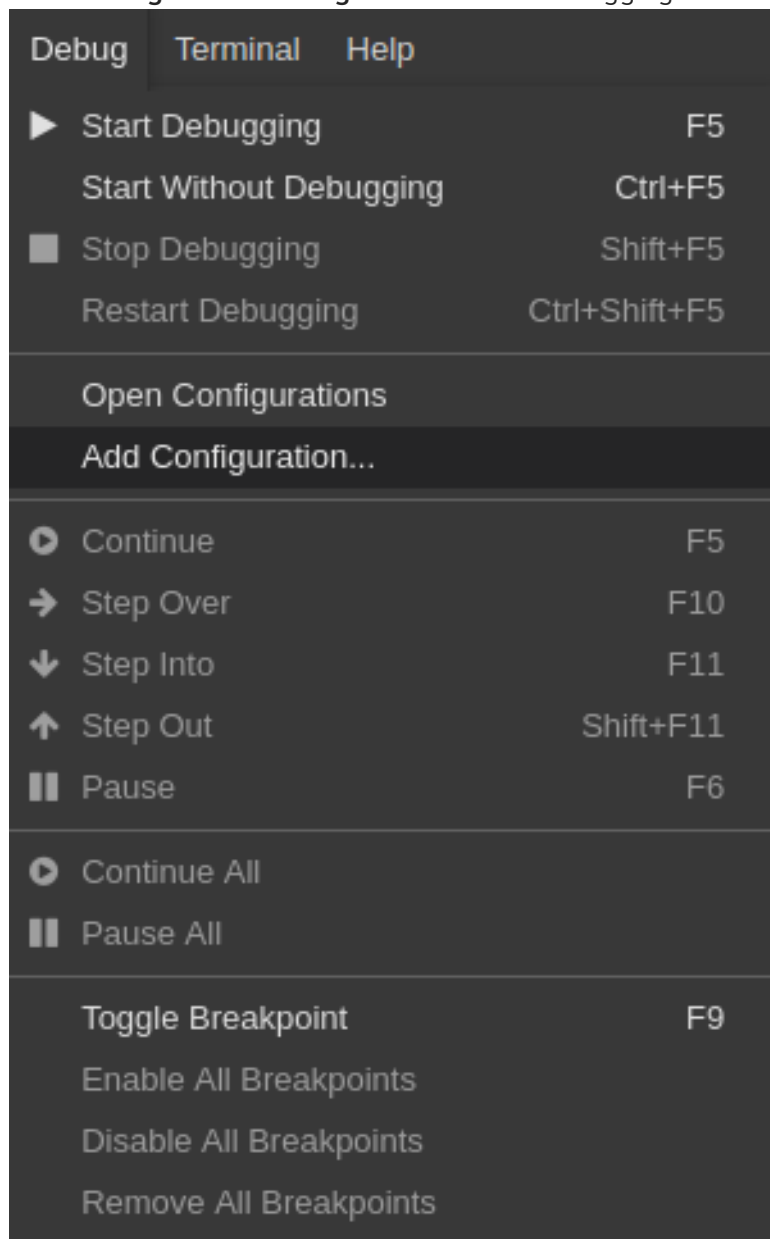 Debug Terminal Help
Start Debugging F5
Start Without Debugging Ctrl+F5
Stop Debugging Shift+F5
Restart Debugging Ctrl+Shift+F5
Open Configurations
Add Configuration...
Continue F5
Step Over F10
Step Into F11
Step Out Shift+F11
Pause F6
Continue All
Pause All
Toggle Breakpoint F9
Enable All Breakpoints
Disable All Breakpoints
Remove All Breakpoints